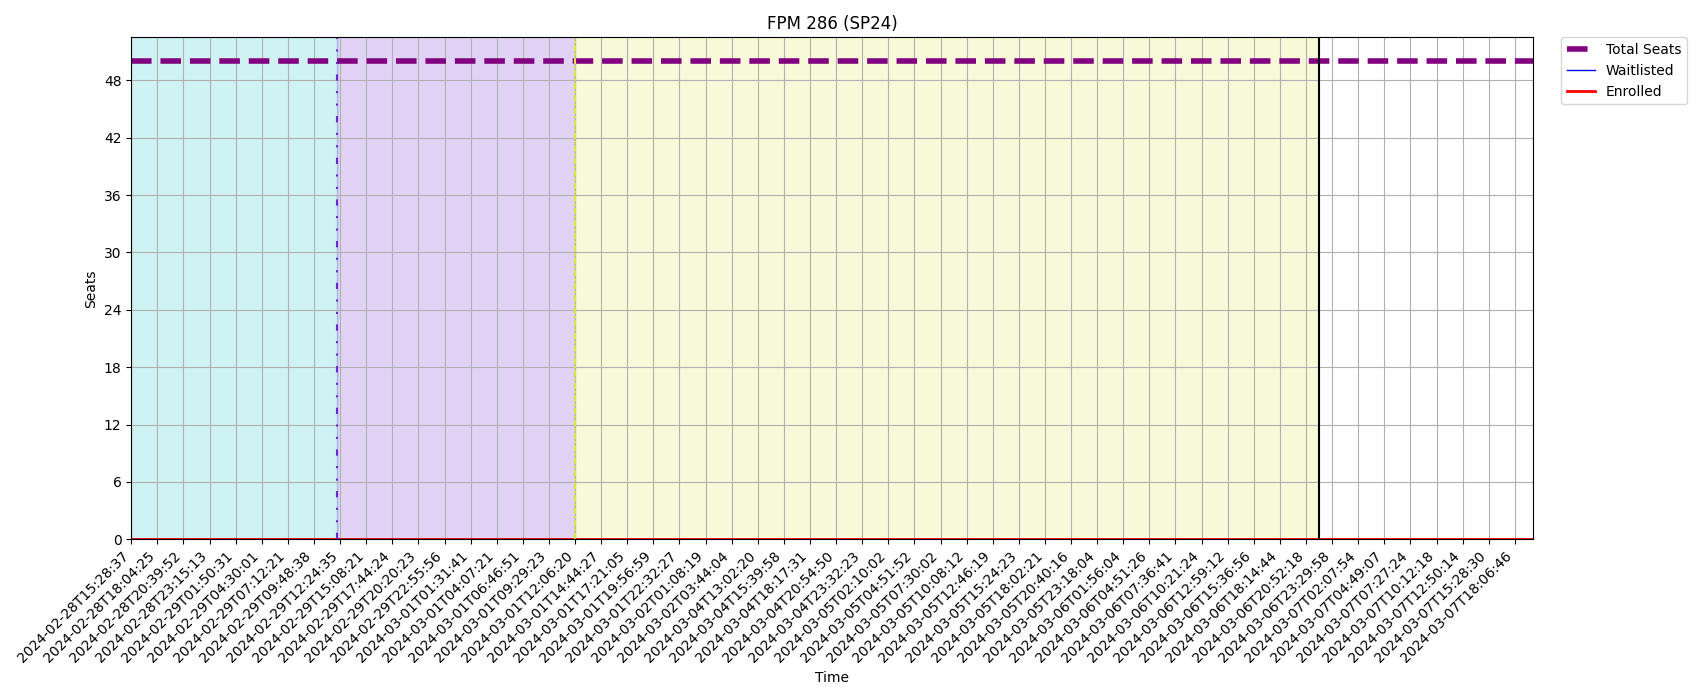 FPM 286 (SP24)
Total Seats
Waitlisted
Enrolled
Seats
48
42
36
30
24
18
12
6
0
2024-02-28T15:28:37
2024-02-28T18:04:25
2024-02-28T20:39:52
2024-02-28T23:15:13
2024-02-29T01:50:31
2024-02-29T04:30:01
2024-02-29T07:12:21
2024-02-29T09:48:38
2024-02-29T12:24:35
2024-02-29T15:08:21
2024-02-29T17:44:24
2024-02-29T20:20:23
2024-02-29T22:55:56
2024-03-01T01:31:41
2024-03-01T04:07:21
2024-03-01T06:46:51
2024-03-01T09:29:23
2024-03-01T12:06:20
2024-03-01T14:44:27
2024-03-01T17:21:05
2024-03-01T19:56:59
2024-03-01T22:32:27
2024-03-02T01:08:19
2024-03-02T03:44:04
2024-03-04T13:02:20
2024-03-04T15:39:58
2024-03-04T18:17:31
2024-03-04T20:54:50
2024-03-04T23:32:23
2024-03-05T02:10:02
2024-03-05T04:51:52
2024-03-05T07:30:02
2024-03-05T10:08:12
2024-03-05T12:46:19
2024-03-05T15:24:23
2024-03-05T18:02:21
2024-03-05T20:40:16
2024-03-05T23:18:04
2024-03-06T01:56:04
2024-03-06T04:51:26
2024-03-06T07:36:41
2024-03-06T10:21:24
2024-03-06T12:59:12
2024-03-06T15:36:56
2024-03-06T18:14:44
2024-03-06T20:52:18
2024-03-06T23:29:58
2024-03-07T02:07:54
2024-03-07T04:49:07
2024-03-07T07:27:24
2024-03-07T10:12:18
2024-03-07T12:50:14
2024-03-07T15:28:30
2024-03-07T18:06:46
Time